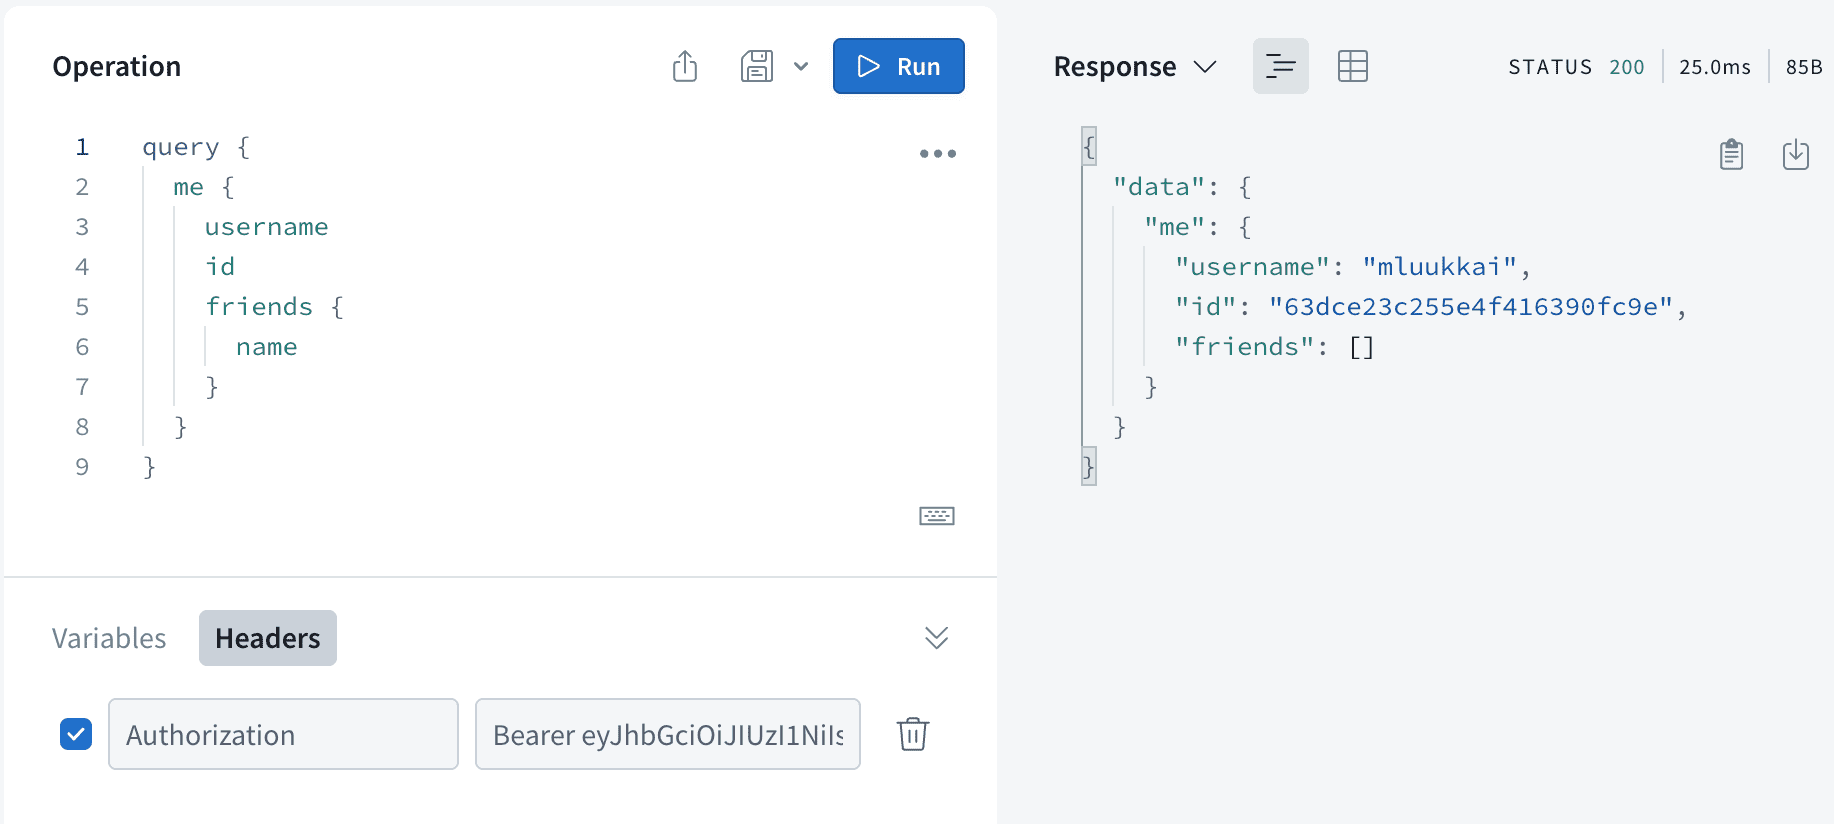 Operation
Run
1 query {
2 me {
3 username
4 id
5 friends {
6 name
7 }
8 }
9 }
Variables
Headers
Authorization
Bearer eyJhbGciOiJIUzI1NiIs
Response
STATUS 200 25.0ms 85B
{
"data": {
"me": {
"username": "mluukkai",
"id": "63dce23c255e4f416390fc9e",
"friends": []
}
}
}